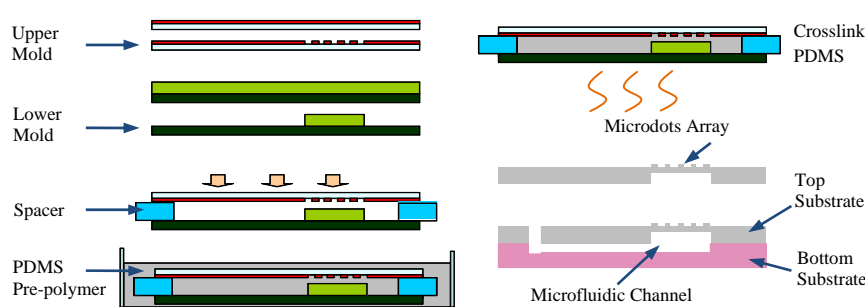 Upper
Mold
Lower
Mold
Spacer
PDMS
Pre-polymer
Crosslink
PDMS
Microdots Array
Top
Substrate
Bottom
Substrate
Microfluidic Channel